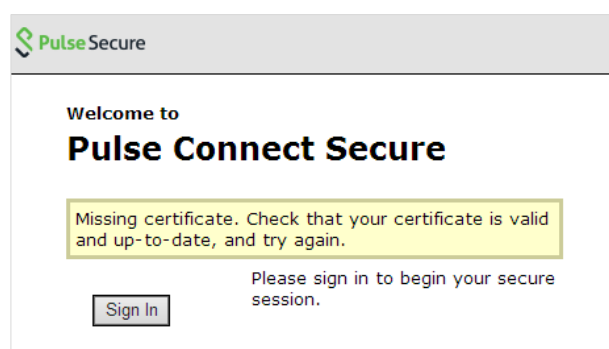 Pulse Secure
Welcome to
Pulse Connect Secure
Missing certificate. Check that your certificate is valid
and up-to-date, and try again.
Please sign in to begin your secure
session.
Sign In